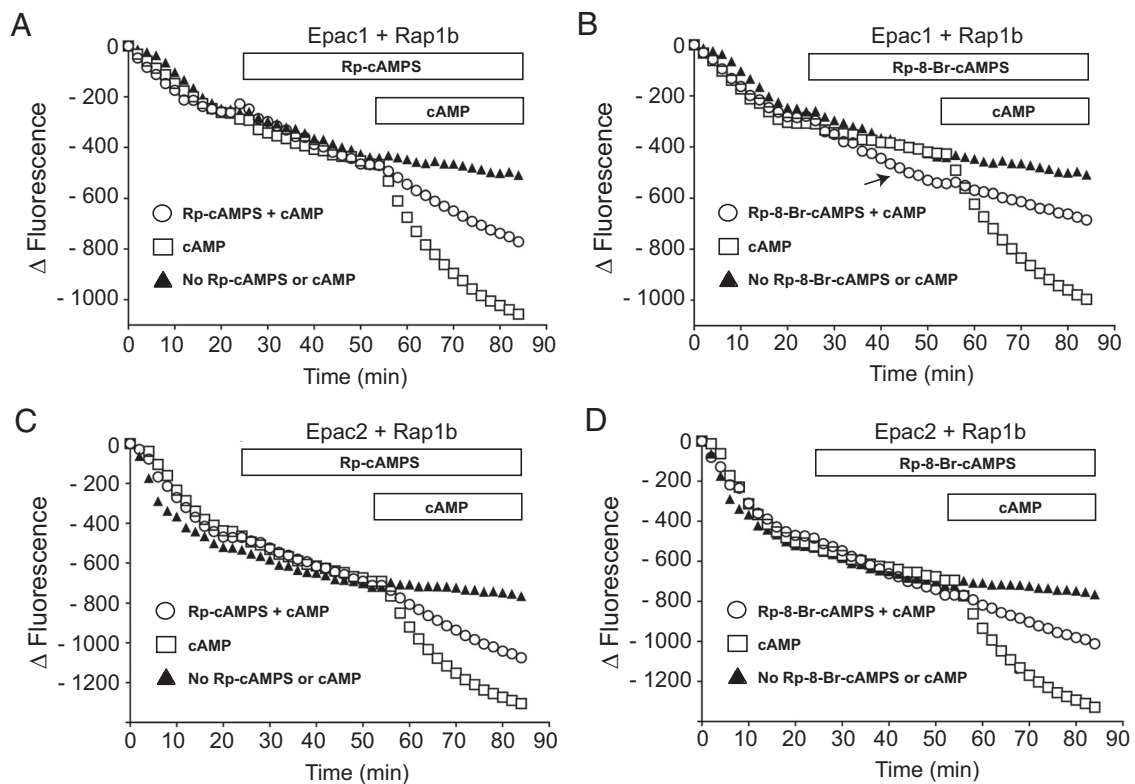 A
Epac1 + Rap1b
Rp-cAMPS
cAMP
0
- 200
- 400
- 600
- 800
- 1000
Δ Fluorescence
Rp-cAMPS + cAMP
cAMP
No Rp-cAMPS or cAMP
0 10 20 30 40 50 60 70 80 90
Time (min)
B
Epac1 + Rap1b
Rp-8-Br-cAMPS
cAMP
0
- 200
- 400
- 600
- 800
- 1000
Δ Fluorescence
Rp-8-Br-cAMPS + cAMP
cAMP
No Rp-8-Br-cAMPS or cAMP
0 10 20 30 40 50 60 70 80 90
Time (min)
C
Epac2 + Rap1b
Rp-cAMPS
cAMP
0
- 200
- 400
- 600
- 800
- 1000
- 1200
Δ Fluorescence
Rp-cAMPS + cAMP
cAMP
No Rp-cAMPS or cAMP
0 10 20 30 40 50 60 70 80 90
Time (min)
D
Epac2 + Rap1b
Rp-8-Br-cAMPS
cAMP
0
- 200
- 400
- 600
- 800
- 1000
- 1200
Δ Fluorescence
Rp-8-Br-cAMPS + cAMP
cAMP
No Rp-8-Br-cAMPS or cAMP
0 10 20 30 40 50 60 70 80 90
Time (min)